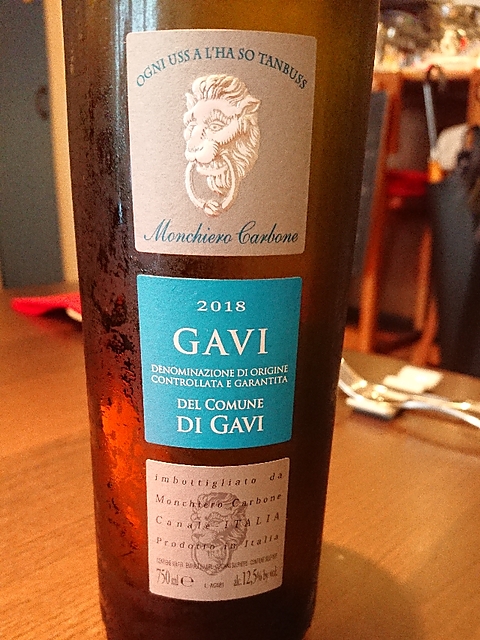 OGNI USS A L'HA SO TANBUSS
Monchiero Carbone
2018
GAVI
DENOMINAZIONE DI ORIGINE
CONTROLLATA E GARANTITA
DEL COMUNE
DI GAVI
imbottigliato da
Monchiero Carbone
Canale ITALIA
Prodotto in Italia
750 ml e alc.12,5% by vol.